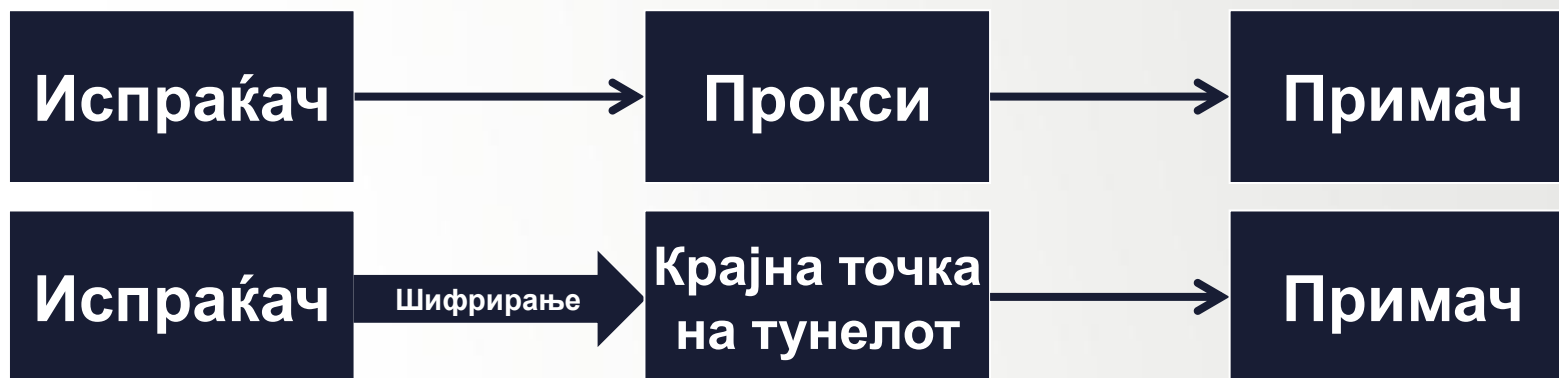 Испраќач
Прокси
Примач
Испраќач
Шифрирање
Крајна точка
на тунелот
Примач